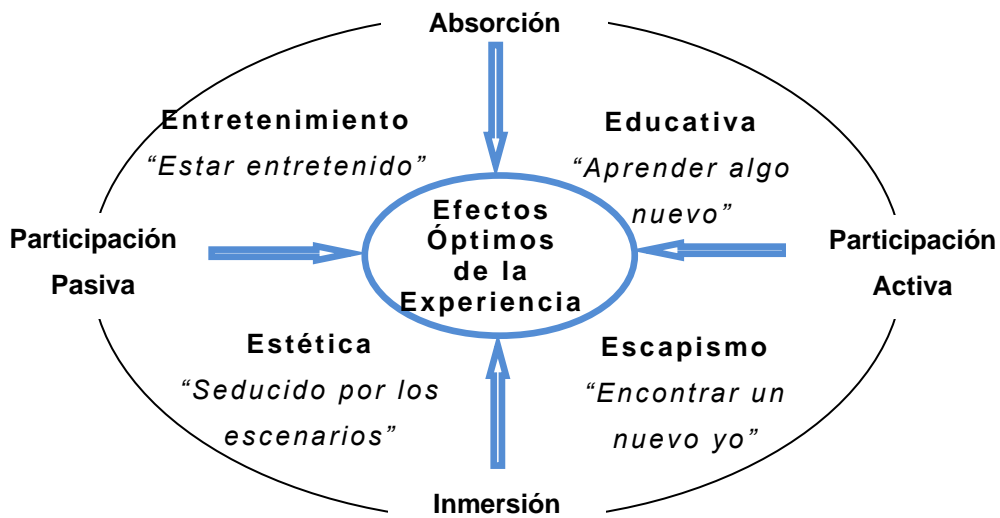 Absorción
Entretenimiento
“Estar entretenido”
Educativa
“Aprender algo
nuevo”
Participación
Pasiva
Efectos
Óptimos
de la
Experiencia
Participación
Activa
Estética
“Seducido por los
escenarios”
Escapismo
“Encontrar un
nuevo yo”
Inmersión